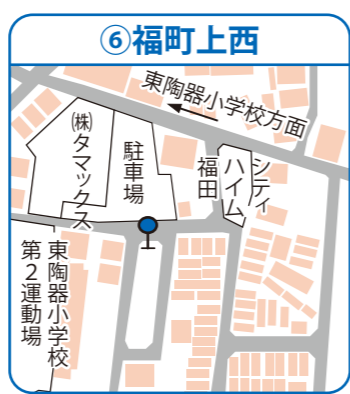 ⑥福町上西
東陶器小学校方面
㈱タマックス
駐車場
シティ
ハイム
福田
東陶器小学校
第2運動場